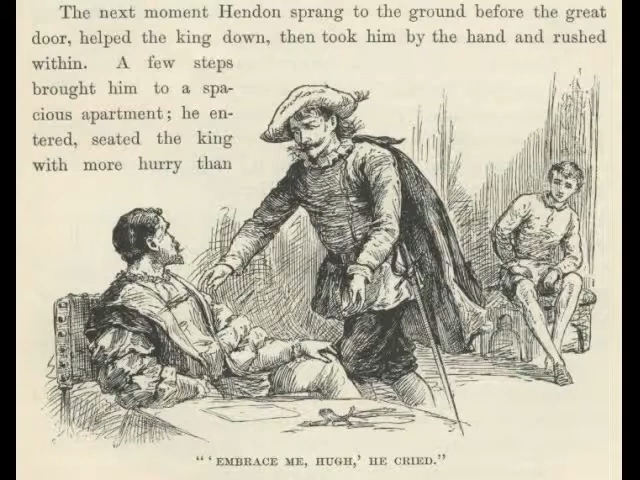 The next moment Hendon sprang to the ground before the great
door, helped the king down, then took him by the hand and rushed
within. A few steps
brought him to a spa-
cious apartment; he en-
tered, seated the king
with more hurry than
"'EMBRACE ME, HUGH,' HE CRIED."